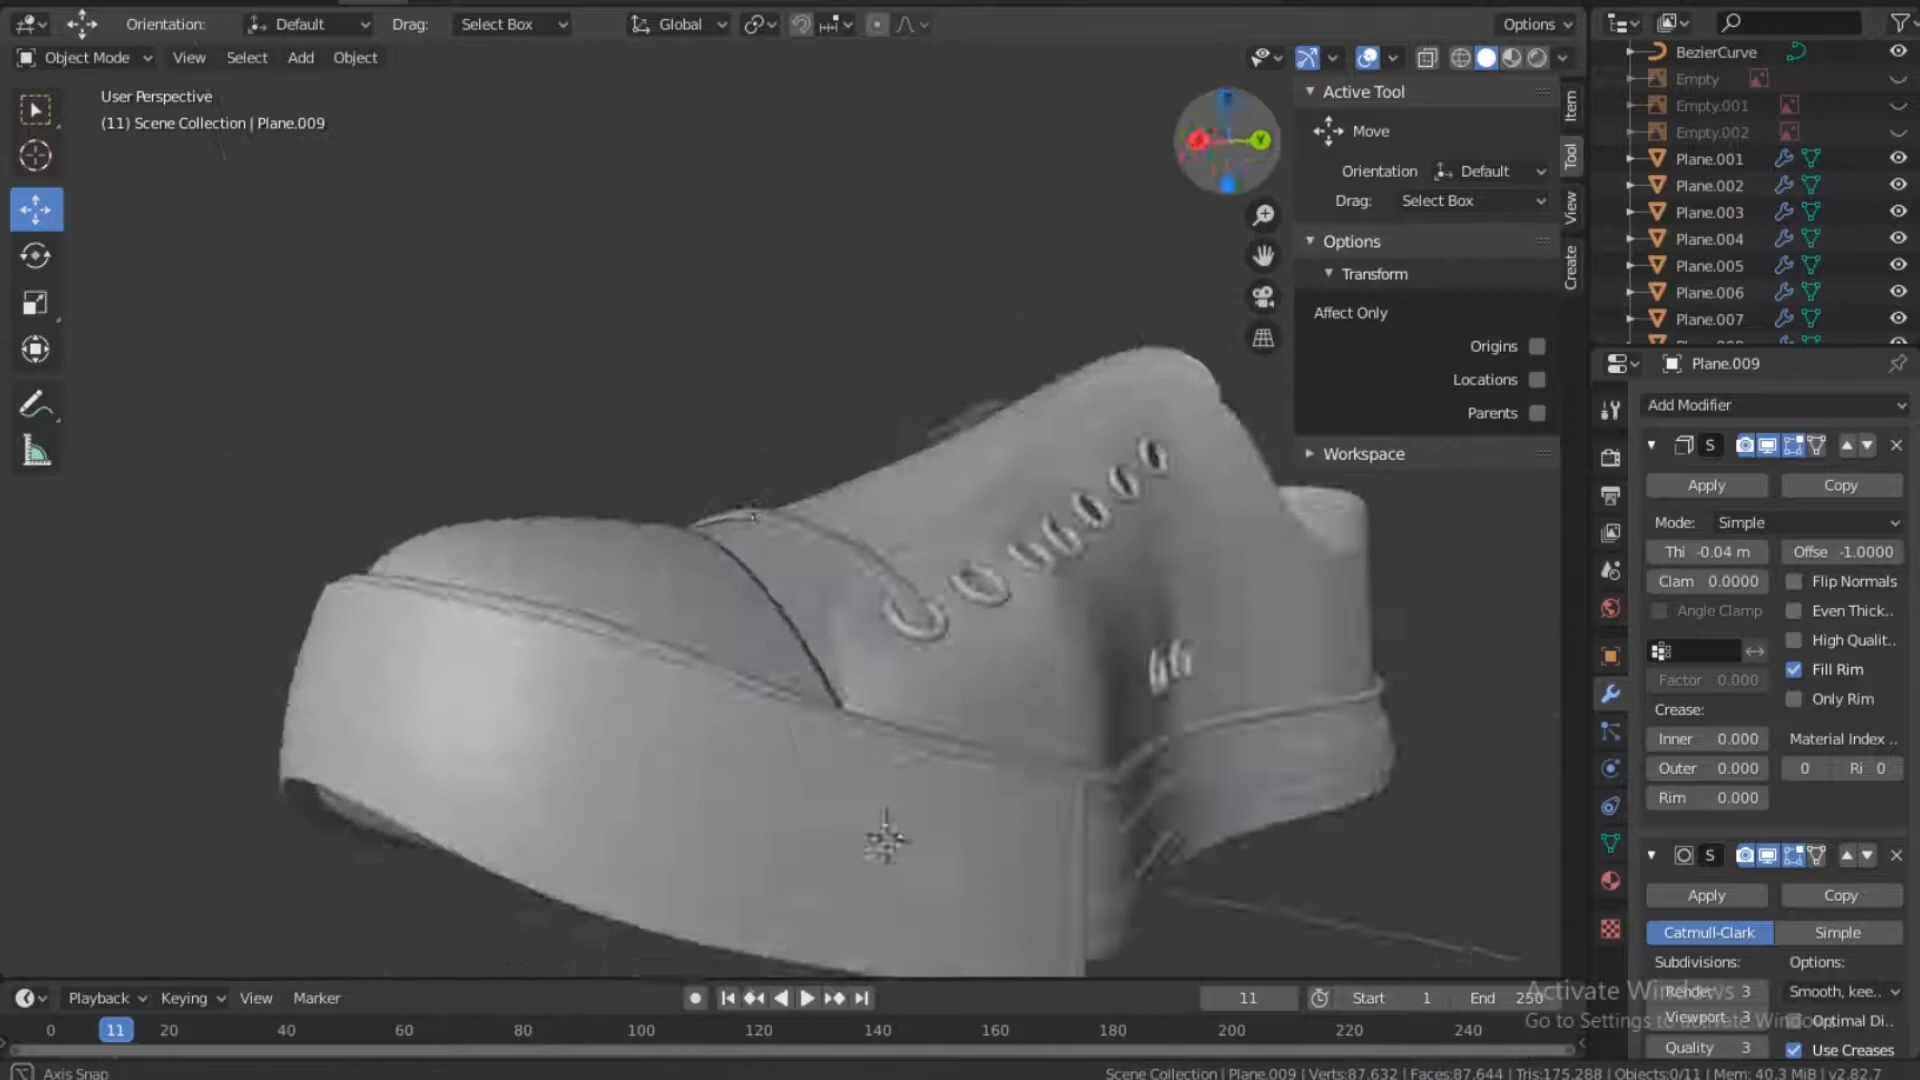 Orientation: Default Drag: Select Box Global Options
Object Mode View Select Add Object
User Perspective
(11) Scene Collection | Plane.009
Y
Active Tool
Move
Orientation Default
Drag: Select Box
Options
Transform
Affect Only
Origins
Locations
Parents
Workspace
Item
Tool
View
Create
BezierCurve
Empty
Empty.001
Empty.002
Plane.001
Plane.002
Plane.003
Plane.004
Plane.005
Plane.006
Plane.007
Plane.009
Add Modifier
S
Apply Copy
Mode: Simple
Thi -0.04 m Offse -1.0000
Clam 0.0000 Flip Normals
Angle Clamp Even Thick..
High Qualit..
Fill Rim
Factor 0.000
Only Rim
Crease:
Inner 0.000 Material Index ..
Outer 0.000 0 Ri 0
Rim 0.000
S
Apply Copy
Catmull-Clark Simple
Subdivisions: Options:
Render 3 Smooth, kee..
Viewport 3 Optimal Di..
Quality 3 Use Creases
Activate Windows
Go to Settings to activate Windows.
Playback Keying View Marker 11 Start 1 End 250
0 11 20 40 60 80 100 120 140 160 180 200 220 240
Axis Snap
Scene Collection | Plane.009 | Verts:87,632 | Faces:87,644 | Tris:175,288 | Objects:0/11 | Mem: 40.3 MiB | v2.82.7